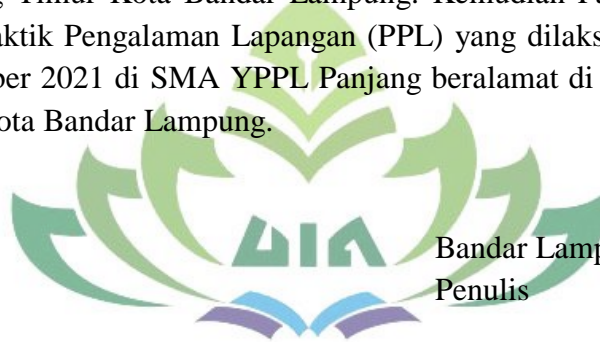 Timur Kota Bandar Lampung. Kemudian
aktik Pengalaman Lapangan (PPL) yang dilaks
ber 2021 di SMA YPPL Panjang beralamat di
ota Bandar Lampung.
UIN
Bandar Lamp
Penulis